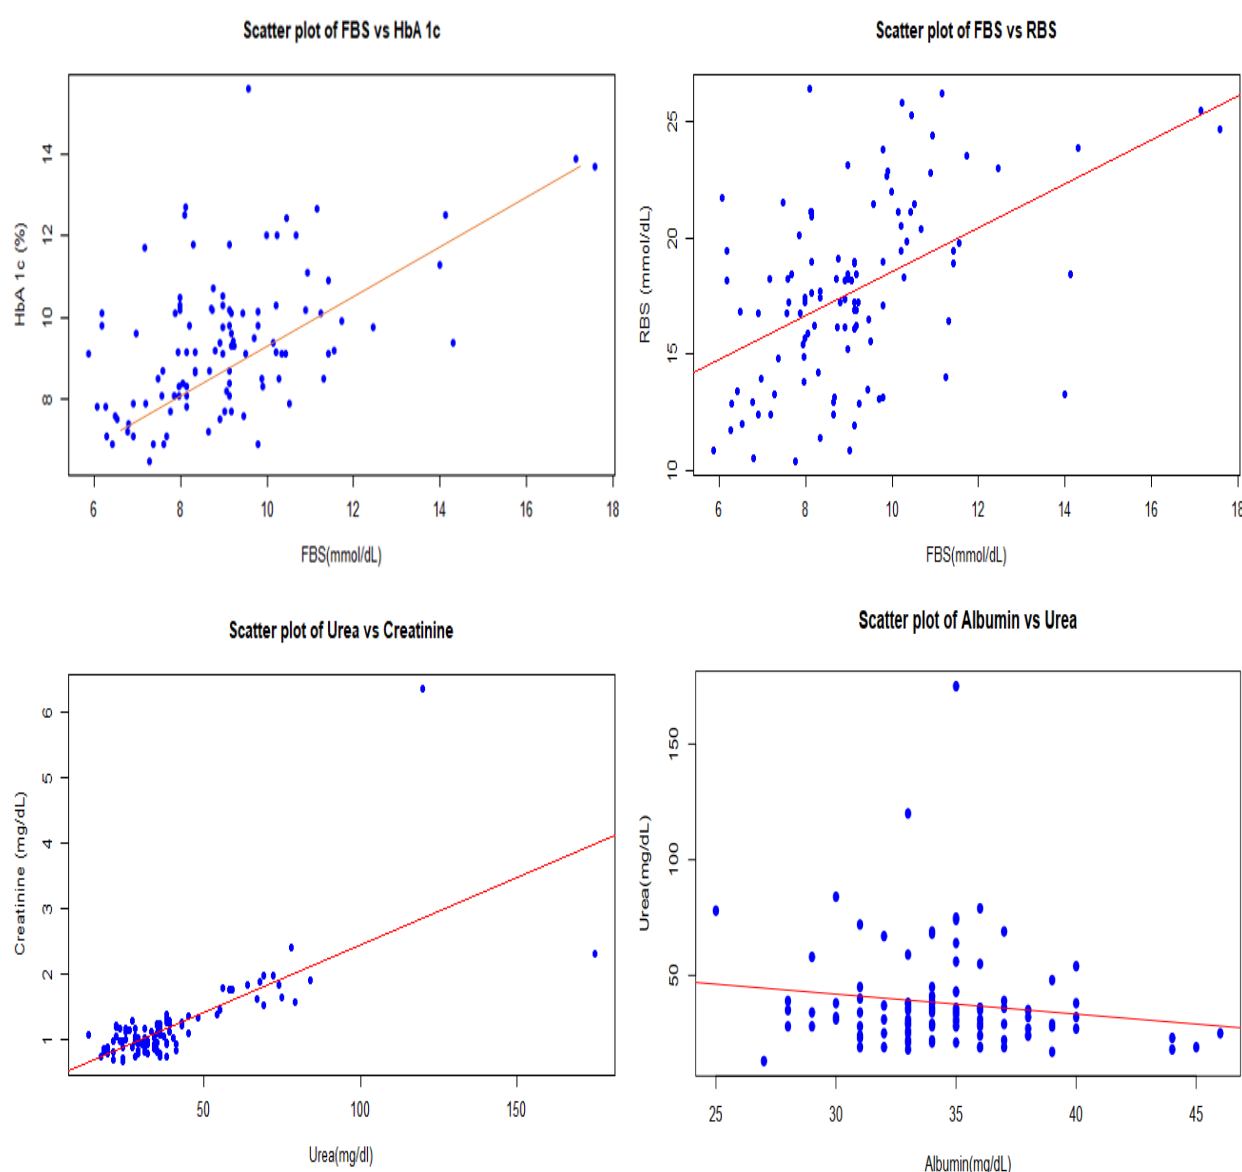 Scatter plot of FBS vs HbA 1c
HbA 1c (%)
14
12
10
8
6 8 10 12 14 16 18
FBS(mmol/dL)
Scatter plot of FBS vs RBS
RBS (mmol/dL)
25
20
15
10
6 8 10 12 14 16 18
FBS(mmol/dL)
Scatter plot of Urea vs Creatinine
Creatinine (mg/dL)
6
5
4
3
2
1
50 100 150
Urea(mg/dl)
Scatter plot of Albumin vs Urea
Urea(mg/dL)
150
100
50
25 30 35 40 45
Albumin(mg/dL)